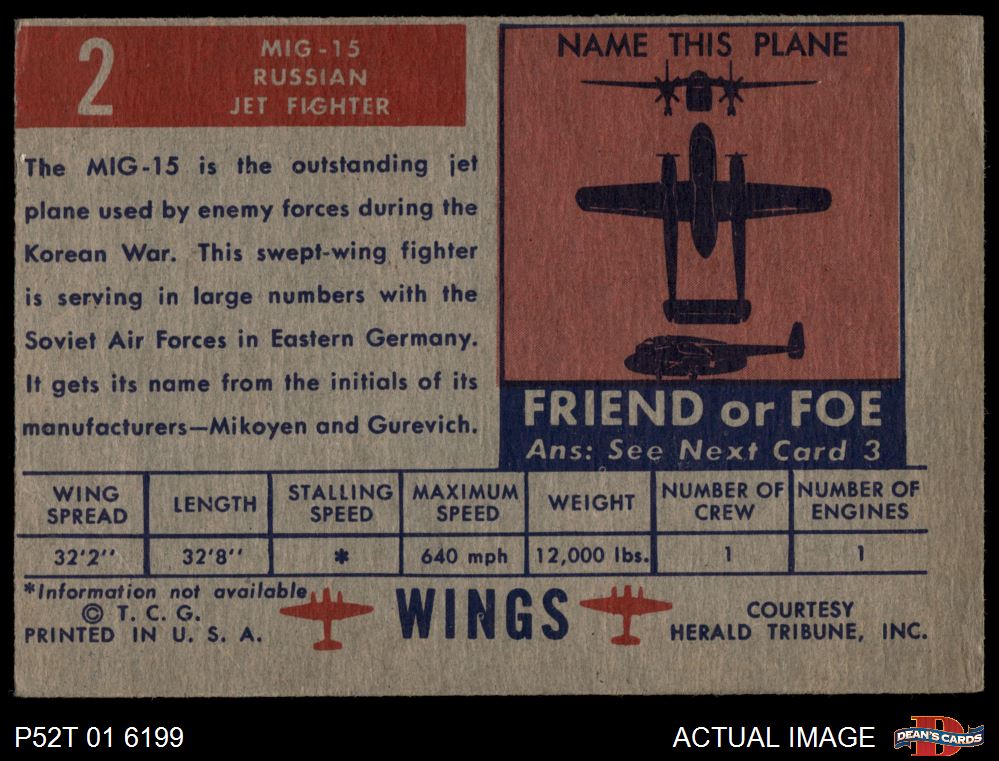 2
MIG-15
RUSSIAN
JET FIGHTER
The MIG-15 is the outstanding jet
plane used by enemy forces during the
Korean War. This swept-wing fighter
is serving in large numbers with the
Soviet Air Forces in Eastern Germany.
It gets its name from the initials of its
manufacturers—Mikoyen and Gurevich.
NAME THIS PLANE
FRIEND or FOE
Ans: See Next Card 3
WING SPREAD LENGTH STALLING SPEED MAXIMUM SPEED WEIGHT NUMBER OF CREW NUMBER OF ENGINES
32'2'' 32'8'' * 640 mph 12,000 lbs. 1 1
*Information not available
© T. C. G.
PRINTED IN U. S. A.
WINGS
COURTESY
HERALD TRIBUNE, INC.
P52T 01 6199
ACTUAL IMAGE
D
DEAN'S CARDS